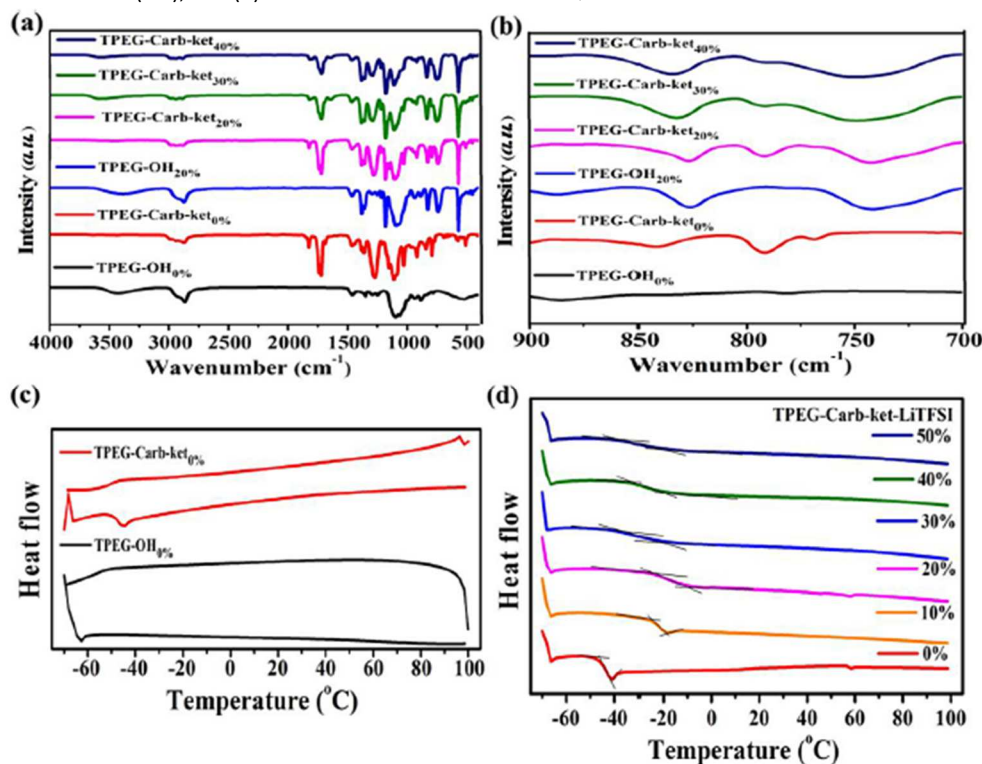 (a)
TPEG-Carb-ket40%
TPEG-Carb-ket30%
TPEG-Carb-ket20%
TPEG-OH20%
TPEG-Carb-ket0%
TPEG-OH0%
Intensity (a.u.)
4000 3500 3000 2500 2000 1500 1000 500
Wavenumber (cm-1)
(b)
TPEG-Carb-ket40%
TPEG-Carb-ket30%
TPEG-Carb-ket20%
TPEG-OH20%
TPEG-Carb-ket0%
TPEG-OH0%
Intensity (a.u.)
900 850 800 750 700
Wavenumber (cm-1)
(c)
TPEG-Carb-ket0%
TPEG-OH0%
Heat flow
-60 -40 -20 0 20 40 60 80 100
Temperature (°C)
(d)
TPEG-Carb-ket-LiTFSI
50%
40%
30%
20%
10%
0%
Heat flow
-60 -40 -20 0 20 40 60 80 100
Temperature (°C)